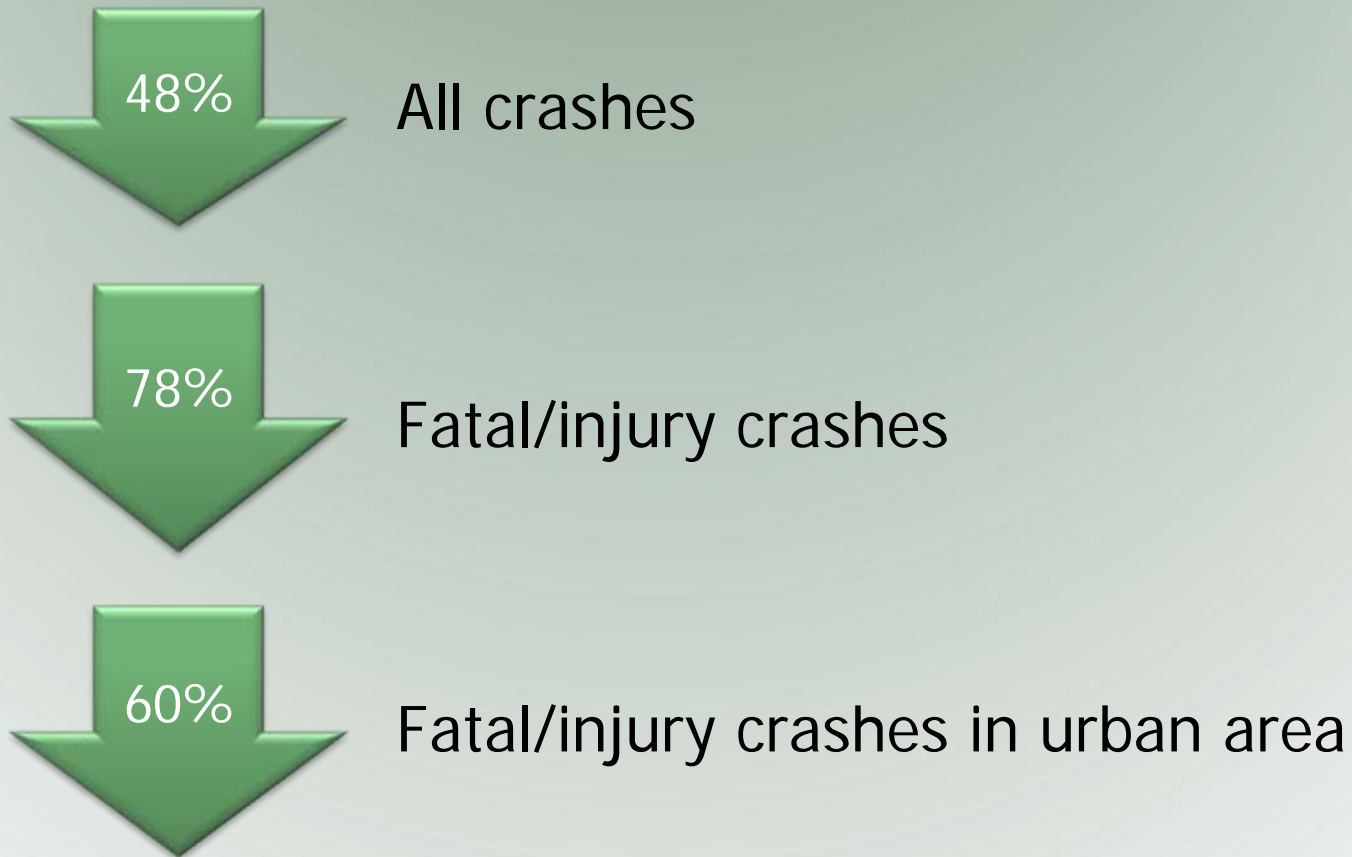 48%
All crashes
78%
Fatal/injury crashes
60%
Fatal/injury crashes in urban area